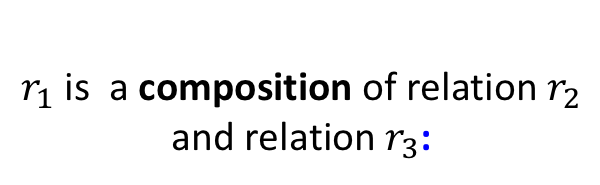 r₁ is a composition of relation r₂
and relation r₃: